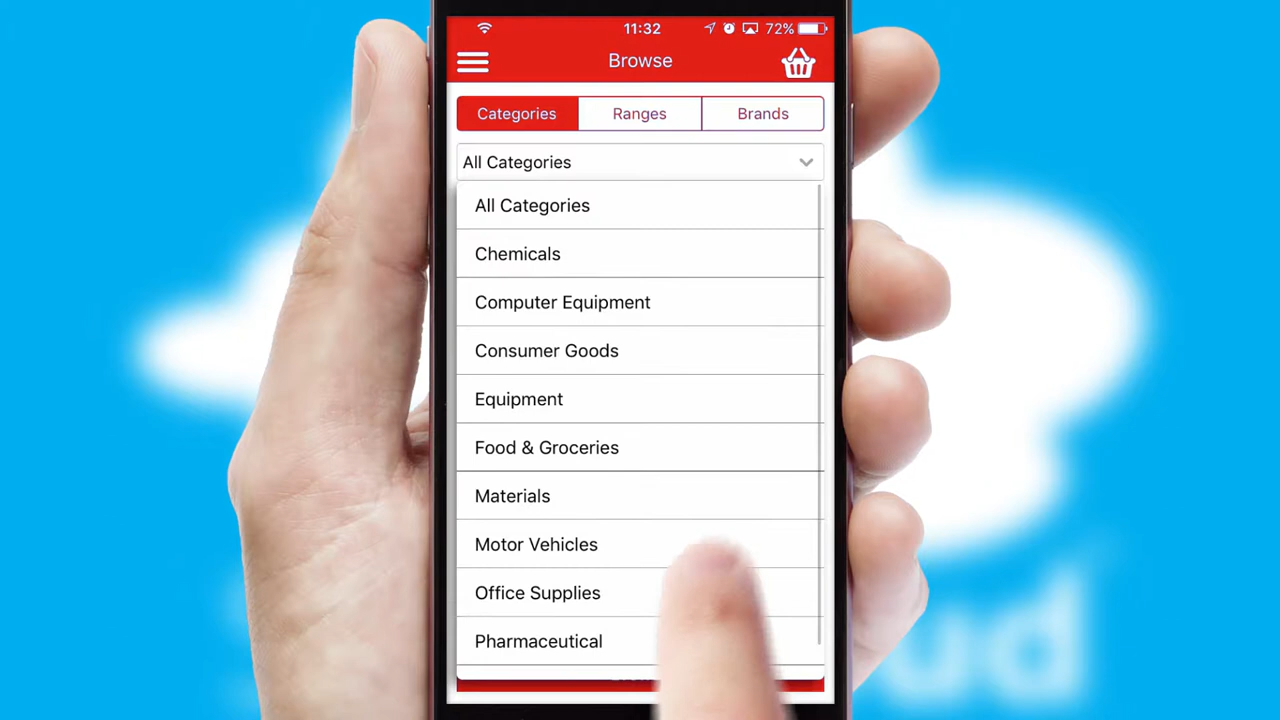 11:32
72%
Browse
Categories
Ranges
Brands
All Categories
All Categories
Chemicals
Computer Equipment
Consumer Goods
Equipment
Food & Groceries
Materials
Motor Vehicles
Office Supplies
Pharmaceutical